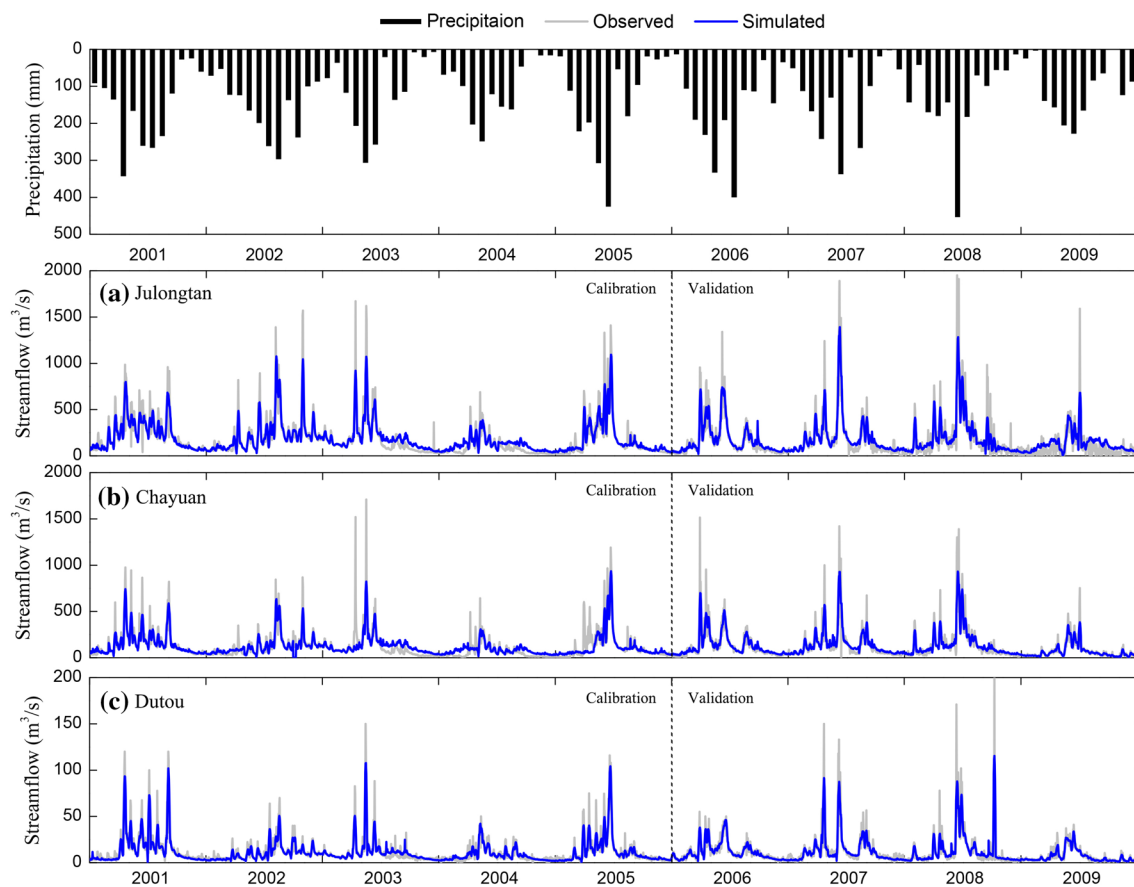 Precipitaion Observed Simulated
Precipitation (mm)
0
100
200
300
400
500
2001 2002 2003 2004 2005 2006 2007 2008 2009
Streamflow (m³/s)
2000
1500
1000
500
0
(a) Julongtan
Calibration Validation
Streamflow (m³/s)
2000
1500
1000
500
0
(b) Chayuan
Calibration Validation
Streamflow (m³/s)
200
150
100
50
0
(c) Dutou
Calibration Validation
2001 2002 2003 2004 2005 2006 2007 2008 2009